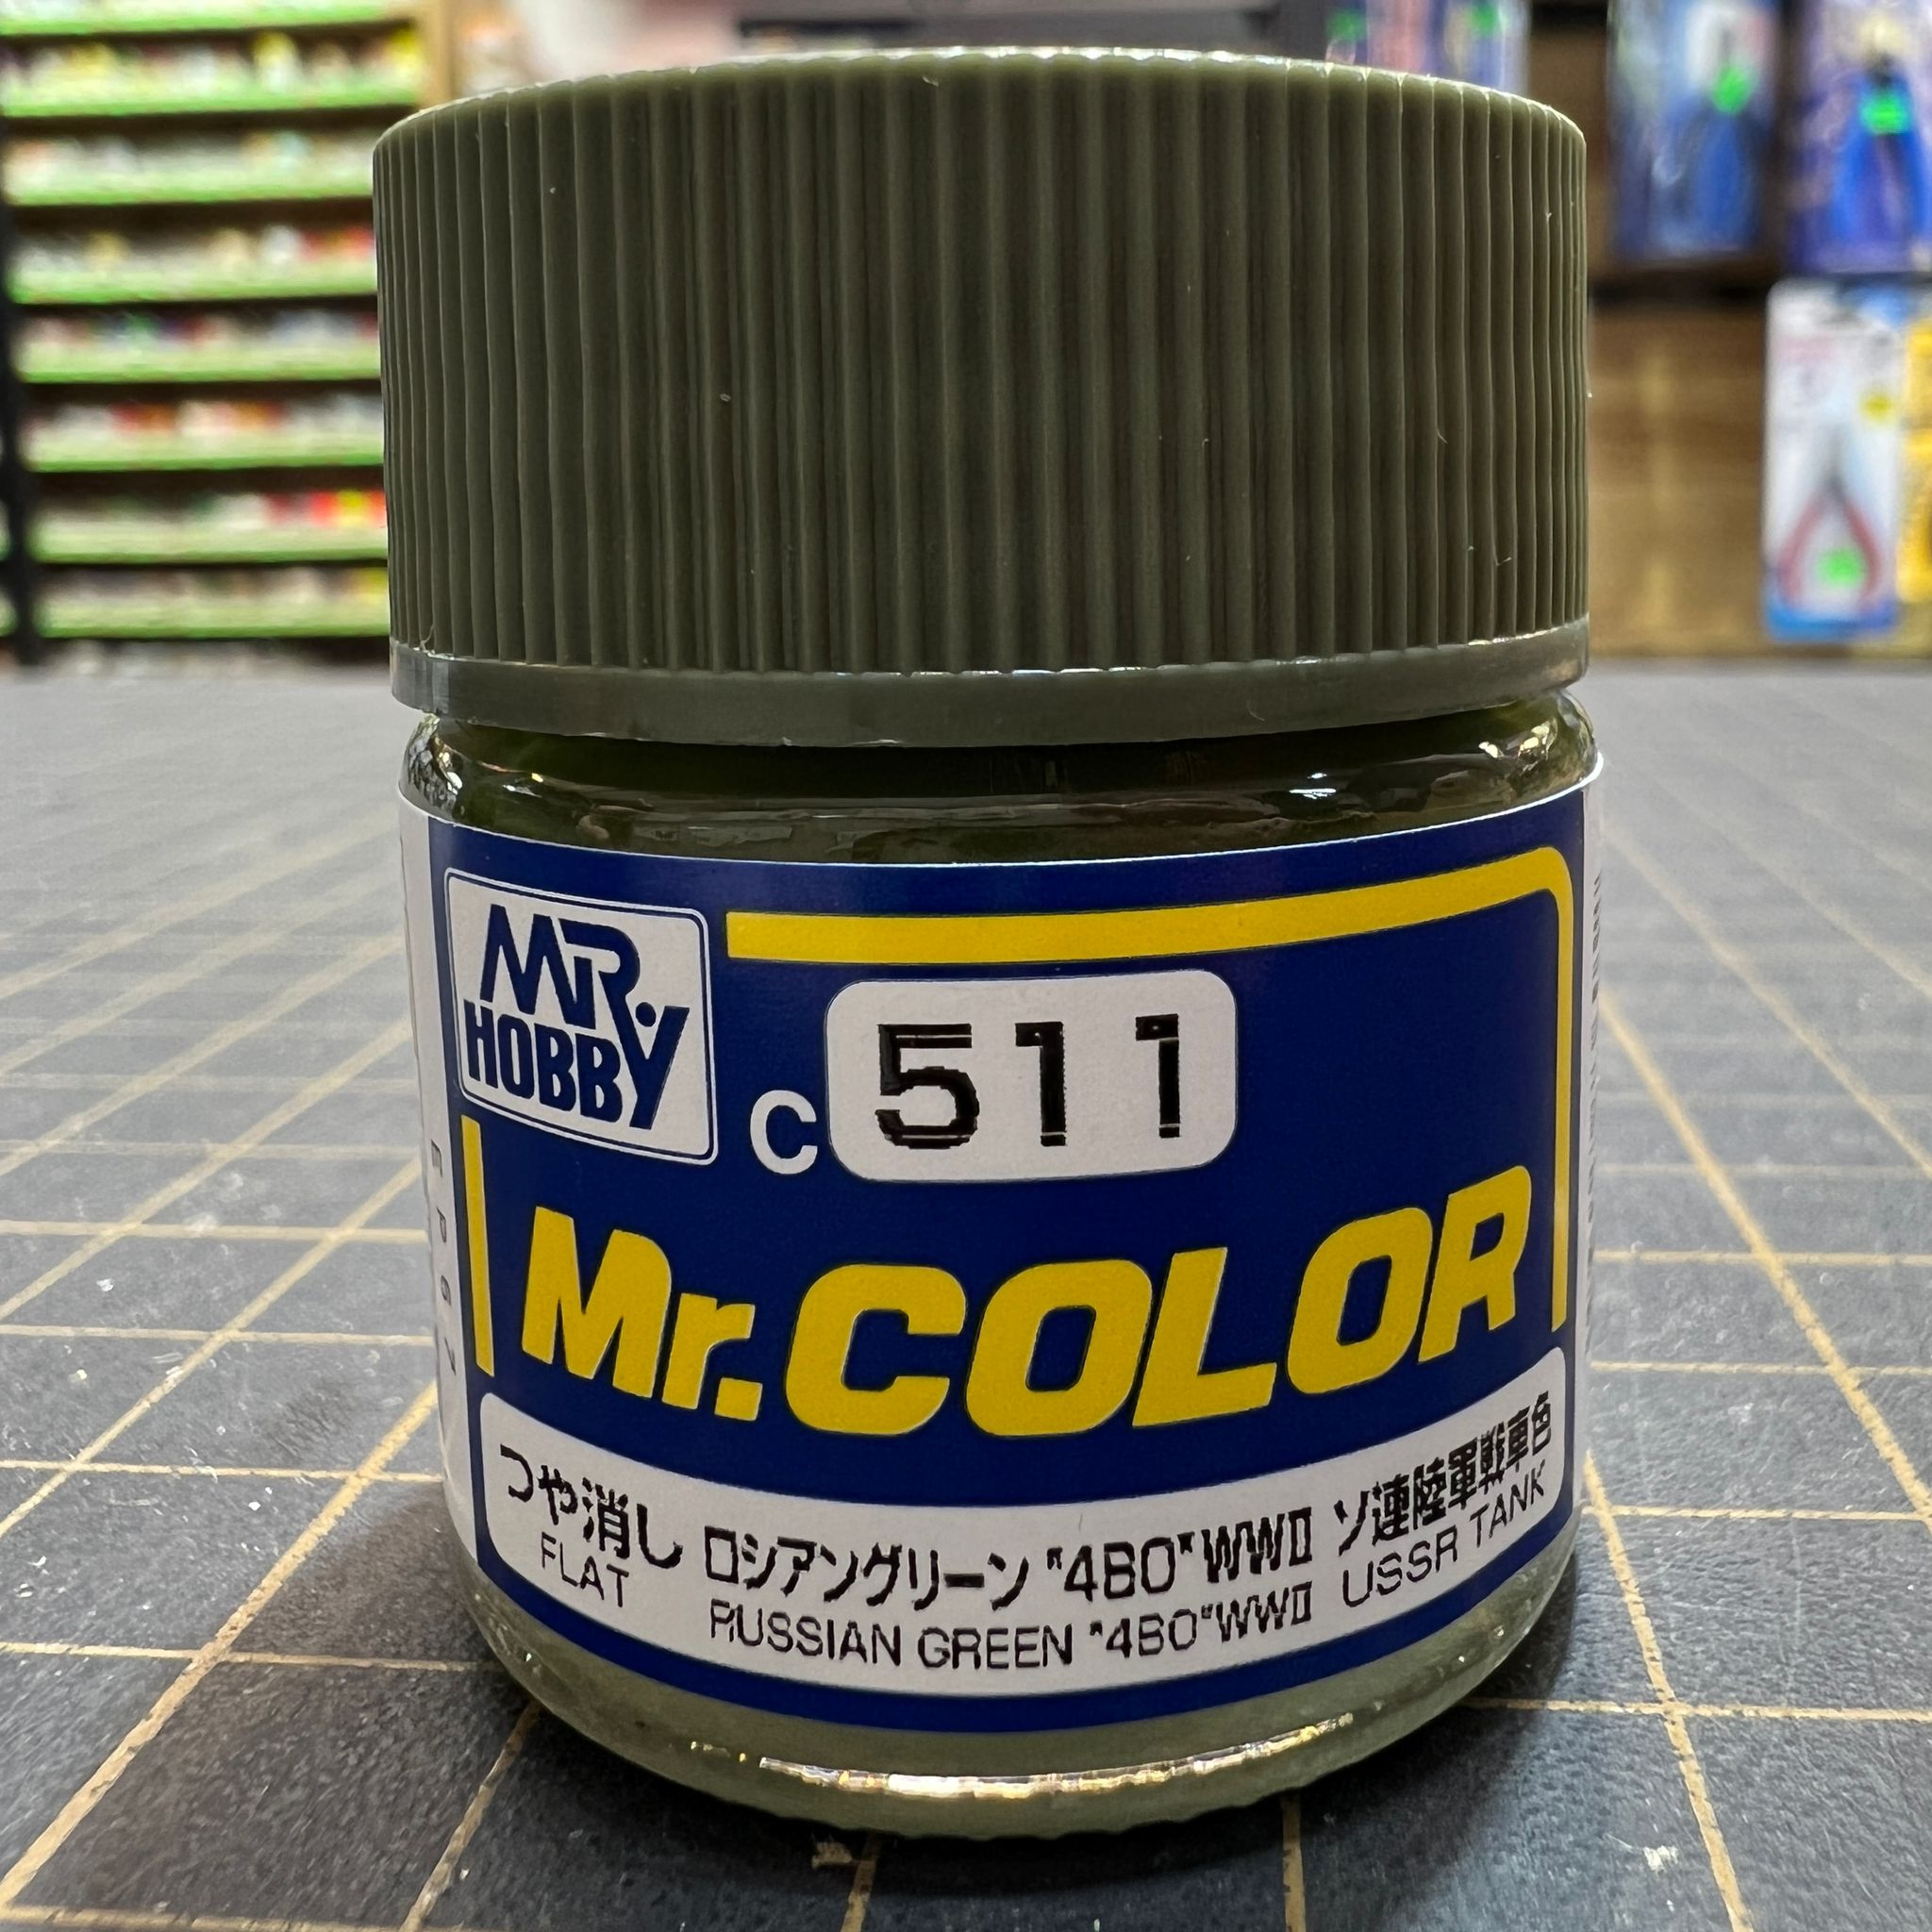 MR.
HOBBY
C 511
Mr.COLOR
つや消し ロシアングリーン "4BO"WWⅡ ソ連陸軍戦車色
FLAT RUSSIAN GREEN "4BO"WWⅡ USSR TANK